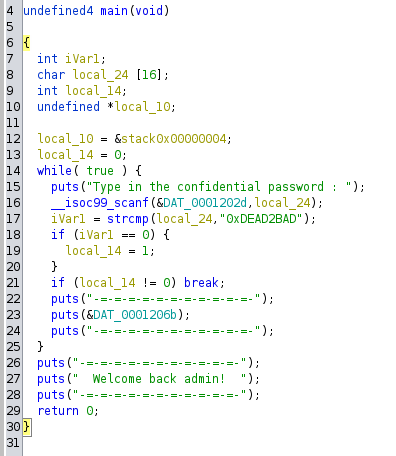 4 undefined4 main(void)
5
6 {
7 int iVar1;
8 char local_24 [16];
9 int local_14;
10 undefined *local_10;
11
12 local_10 = &stack0x00000004;
13 local_14 = 0;
14 while( true ) {
15 puts("Type in the confidential password : ");
16 __isoc99_scanf(&DAT_0001202d,local_24);
17 iVar1 = strcmp(local_24,"0xDEAD2BAD");
18 if (iVar1 == 0) {
19 local_14 = 1;
20 }
21 if (local_14 != 0) break;
22 puts("-=-=-=-=-=-=-=-=-=-=-=-");
23 puts(&DAT_0001206b);
24 puts("-=-=-=-=-=-=-=-=-=-=-=-");
25 }
26 puts("-=-=-=-=-=-=-=-=-=-=-=-");
27 puts("  Welcome back admin!  ");
28 puts("-=-=-=-=-=-=-=-=-=-=-=-");
29 return 0;
30 }
31